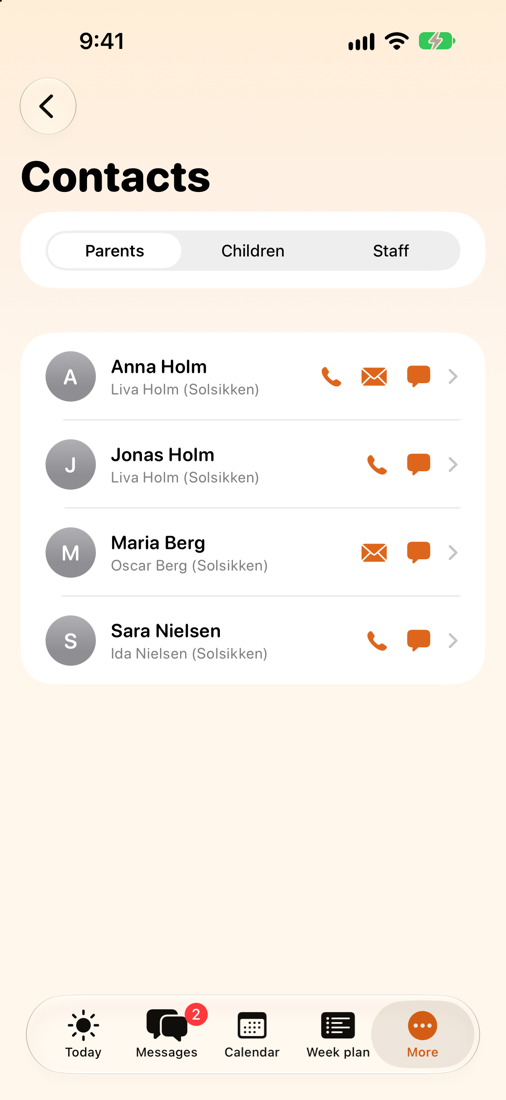 9:41
Contacts
Parents Children Staff
A
Anna Holm
Liva Holm (Solsikken)
J
Jonas Holm
Liva Holm (Solsikken)
M
Maria Berg
Oscar Berg (Solsikken)
S
Sara Nielsen
Ida Nielsen (Solsikken)
2
Today Messages Calendar Week plan More